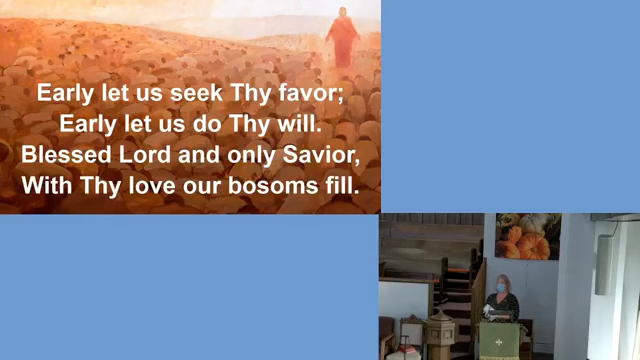 Early let us seek Thy favor;
Early let us do Thy will.
Blessed Lord and only Savior,
With Thy love our bosoms fill.